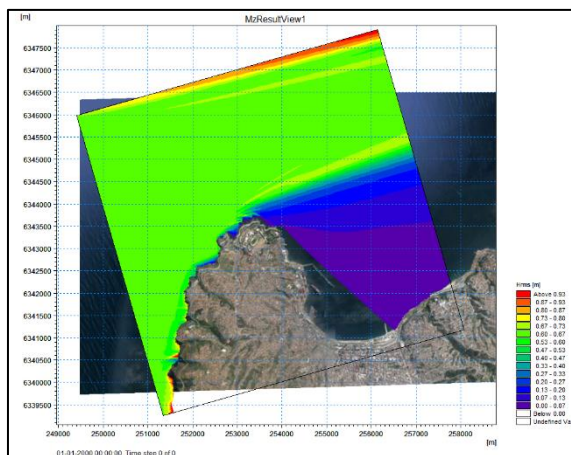 MzResultView1
[m]
6347500
6347000
6346500
6346000
6345500
6345000
6344500
6344000
6343500
6343000
6342500
6342000
6341500
6341000
6340500
6340000
6339500
249000 250000 251000 252000 253000 254000 255000 256000 257000 258000
[m]
01-01-2000 00:00:00 Time step 0 of 0
Hrms [m]
Above 0.93
0.87 - 0.93
0.80 - 0.87
0.73 - 0.80
0.67 - 0.73
0.60 - 0.67
0.53 - 0.60
0.47 - 0.53
0.40 - 0.47
0.33 - 0.40
0.27 - 0.33
0.20 - 0.27
0.13 - 0.20
0.07 - 0.13
0.00 - 0.07
Below 0.00
Undefined Va